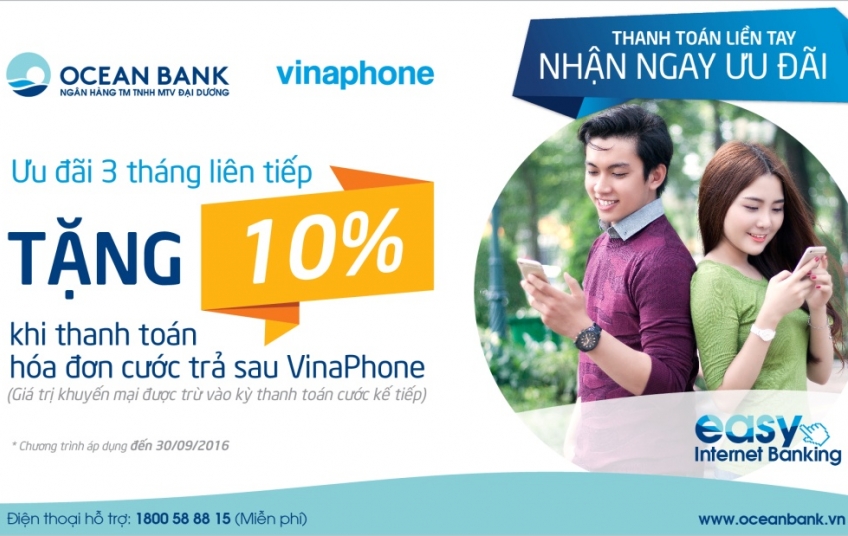 OCEAN BANK
NGÂN HÀNG TM TNHH MTV ĐẠI DƯƠNG
vinaphone
THANH TOÁN LIỀN TAY
NHẬN NGAY ƯU ĐÃI
Ưu đãi 3 tháng liên tiếp
TẶNG
10%
khi thanh toán
hóa đơn cước trả sau VinaPhone
(Giá trị khuyến mại được trừ vào kỳ thanh toán cước kế tiếp)
* Chương trình áp dụng đến 30/09/2016
easy
Internet Banking
Điện thoại hỗ trợ: 1800 58 88 15 (Miễn phí)
www.oceanbank.vn